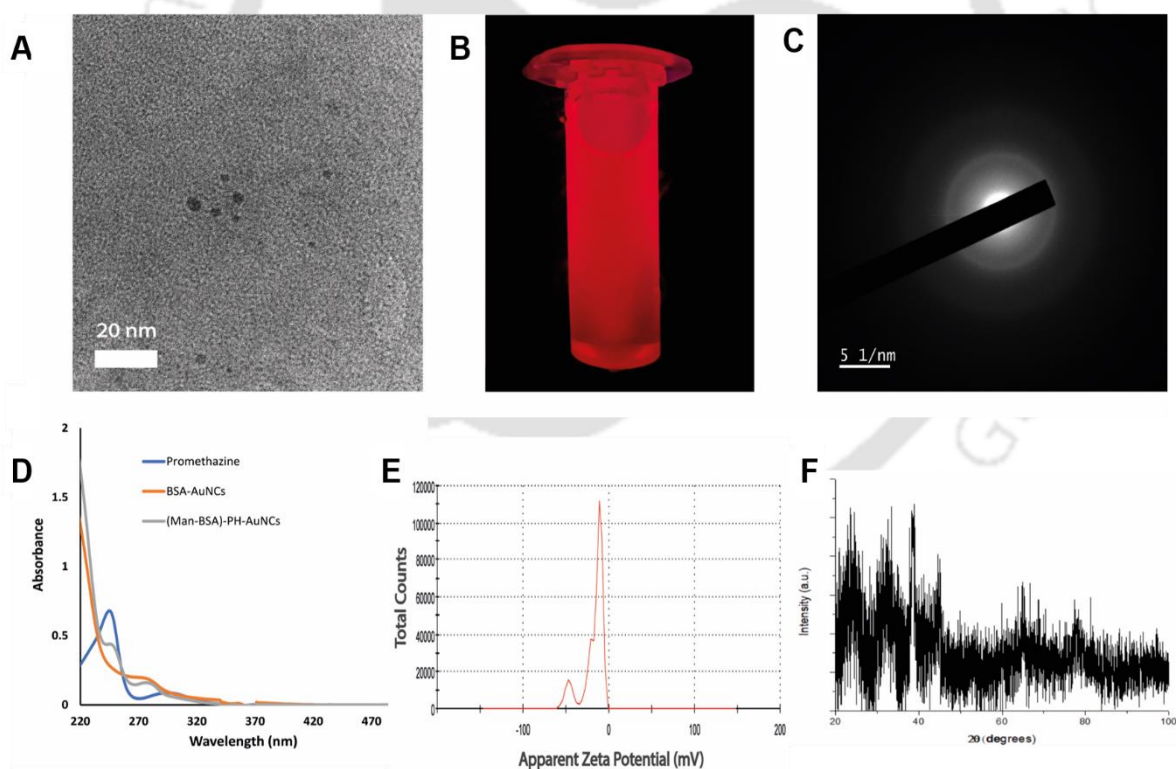 A
B
C
20 nm
5 1/nm
D
2
1.5
1
0.5
0
Absorbance
Promethazine
BSA-AuNCs
(Man-BSA)-PH-AuNCs
220 270 320 370 420 470
Wavelength (nm)
E
120000
100000
80000
60000
40000
20000
0
Total Counts
-100 0 100 200
Apparent Zeta Potential (mV)
F
Intensity (a.u.)
20 40 60 80 100
2θ (degrees)